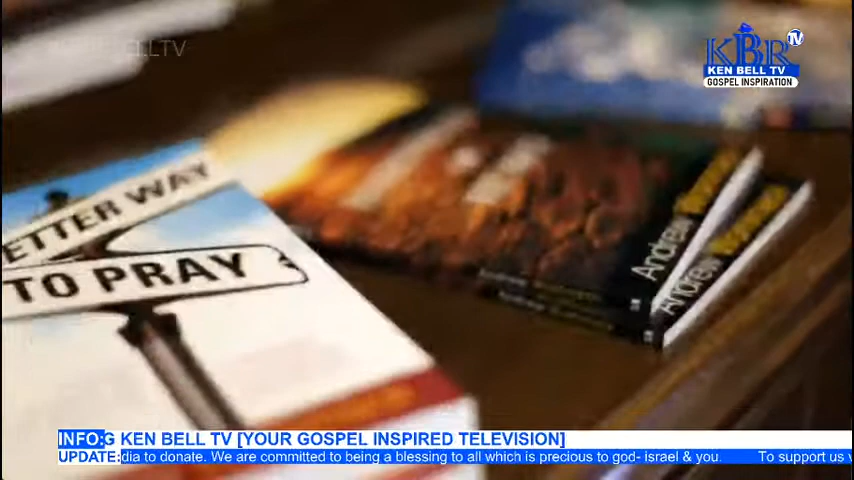 KBR TV
KEN BELL TV
GOSPEL INSPIRATION
ETTER WAY
TO PRAY
Andrew
Andrew
INFO: G KEN BELL TV [YOUR GOSPEL INSPIRED TELEVISION]
UPDATE: dia to donate. We are committed to being a blessing to all which is precious to god- israel & you. To support us